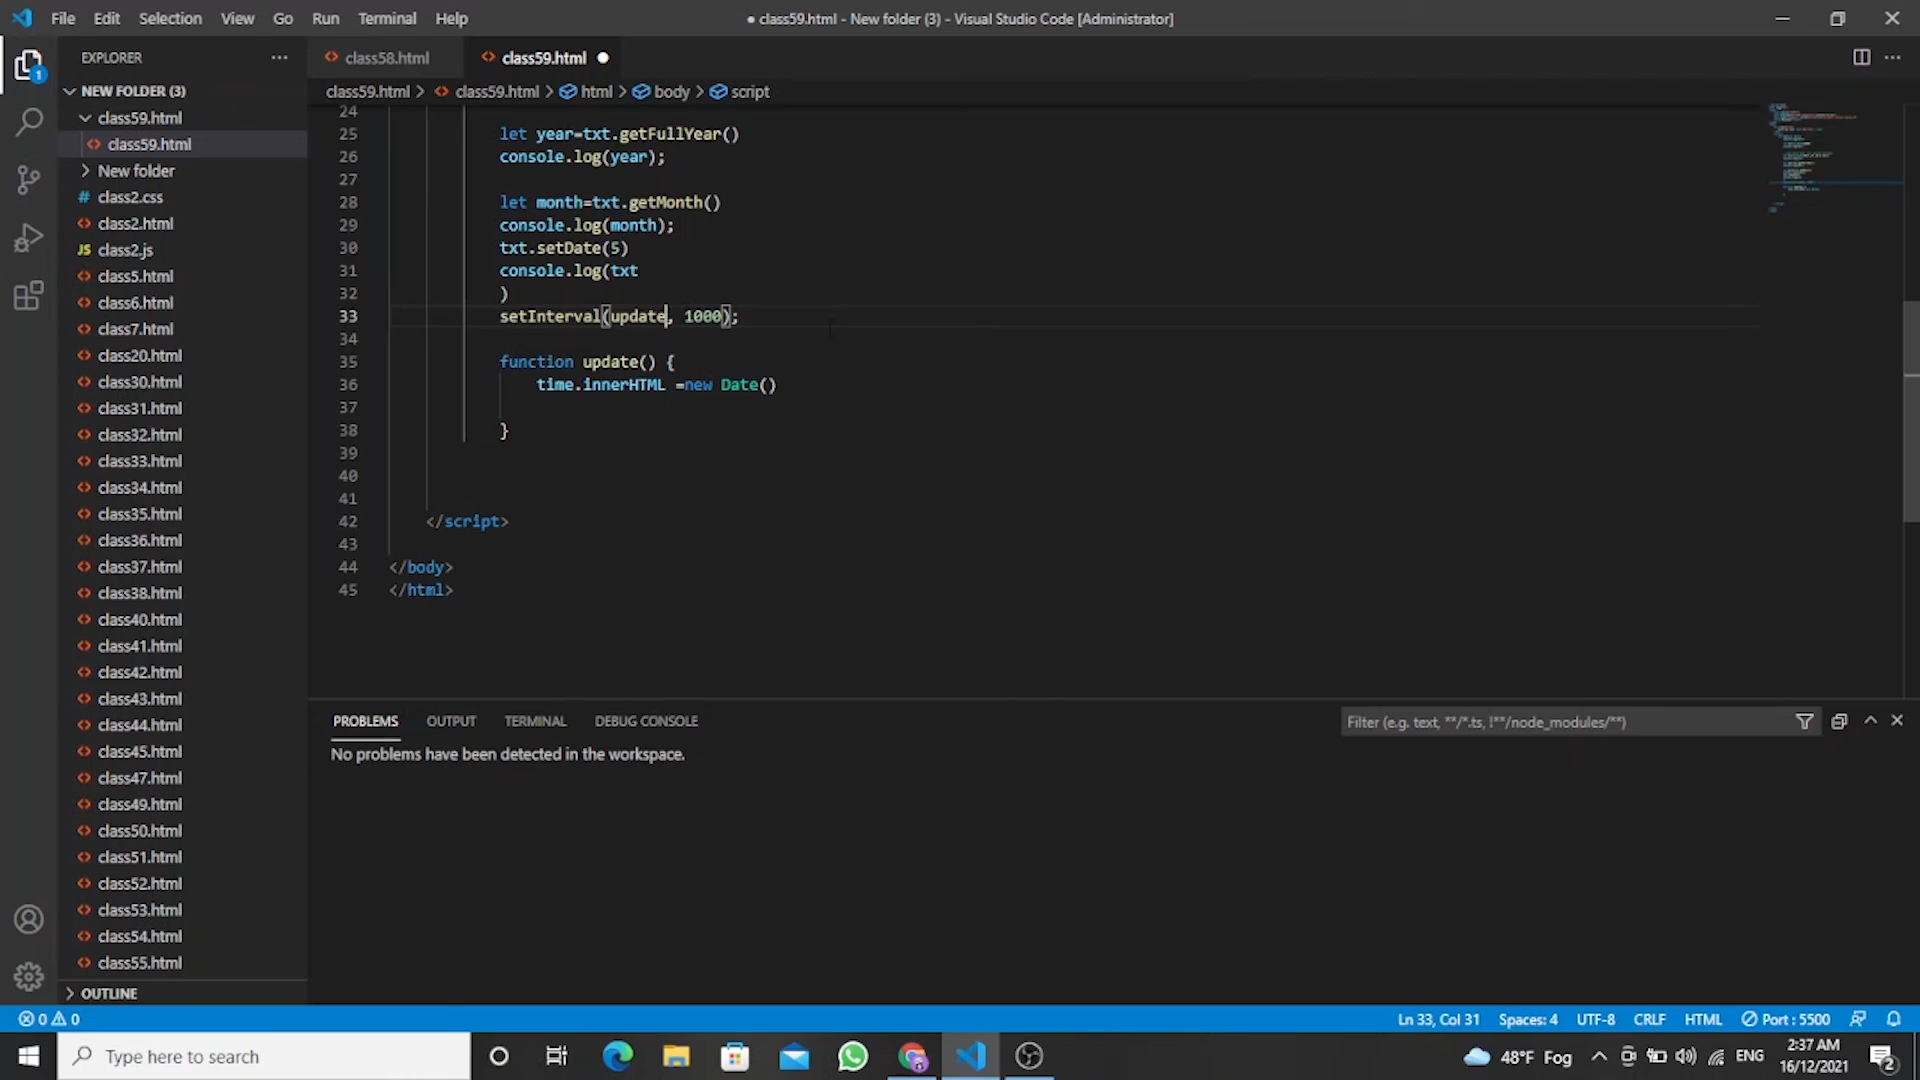 File Edit Selection View Go Run Terminal Help
● class59.html - New folder (3) - Visual Studio Code [Administrator]
EXPLORER
class58.html
class59.html
NEW FOLDER (3)
class59.html > class59.html > html > body > script
class59.html
class59.html
New folder
# class2.css
class2.html
JS class2.js
class5.html
class6.html
class7.html
class20.html
class30.html
class31.html
class32.html
class33.html
class34.html
class35.html
class36.html
class37.html
class38.html
class40.html
class41.html
class42.html
class43.html
class44.html
class45.html
class47.html
class49.html
class50.html
class51.html
class52.html
class53.html
class54.html
class55.html
OUTLINE
24
25 let year=txt.getFullYear()
26 console.log(year);
27
28 let month=txt.getMonth()
29 console.log(month);
30 txt.setDate(5)
31 console.log(txt
32 )
33 setInterval(update, 1000);
34
35 function update() {
36 time.innerHTML =new Date()
37
38 }
39
40
41
42 </script>
43
44 </body>
45 </html>
PROBLEMS OUTPUT TERMINAL DEBUG CONSOLE
Filter (e.g. text, **/*.ts, !**/node_modules/**)
No problems have been detected in the workspace.
0 0
Ln 33, Col 31 Spaces: 4 UTF-8 CRLF HTML Port : 5500
Type here to search
48°F Fog
ENG
2:37 AM
16/12/2021
2
1